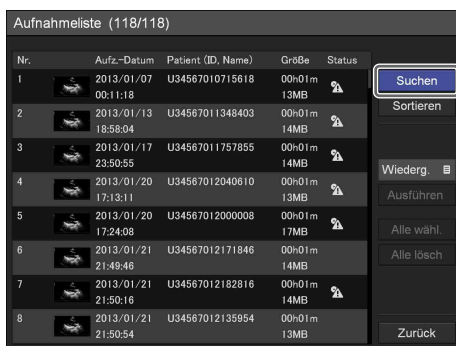 Aufnahmeliste (118/118)
Nr. Aufz.-Datum Patient (ID, Name) Größe Status
1 2013/01/07 U34567010715618 00h01m
00:11:18 13MB
2 2013/01/13 U34567011348403 00h01m
18:58:04 14MB
3 2013/01/17 U34567011757855 00h01m
23:50:55 14MB
4 2013/01/20 U34567012040610 00h01m
17:13:11 13MB
5 2013/01/20 U34567012000008 00h01m
17:24:08 17MB
6 2013/01/21 U34567012171846 00h01m
21:49:46 14MB
7 2013/01/21 U34567012182816 00h01m
21:50:16 14MB
8 2013/01/21 U34567012135954 00h01m
21:50:54 13MB
Suchen
Sortieren
Wiederg.
Ausführen
Alle wähl.
Alle lösch
Zurück